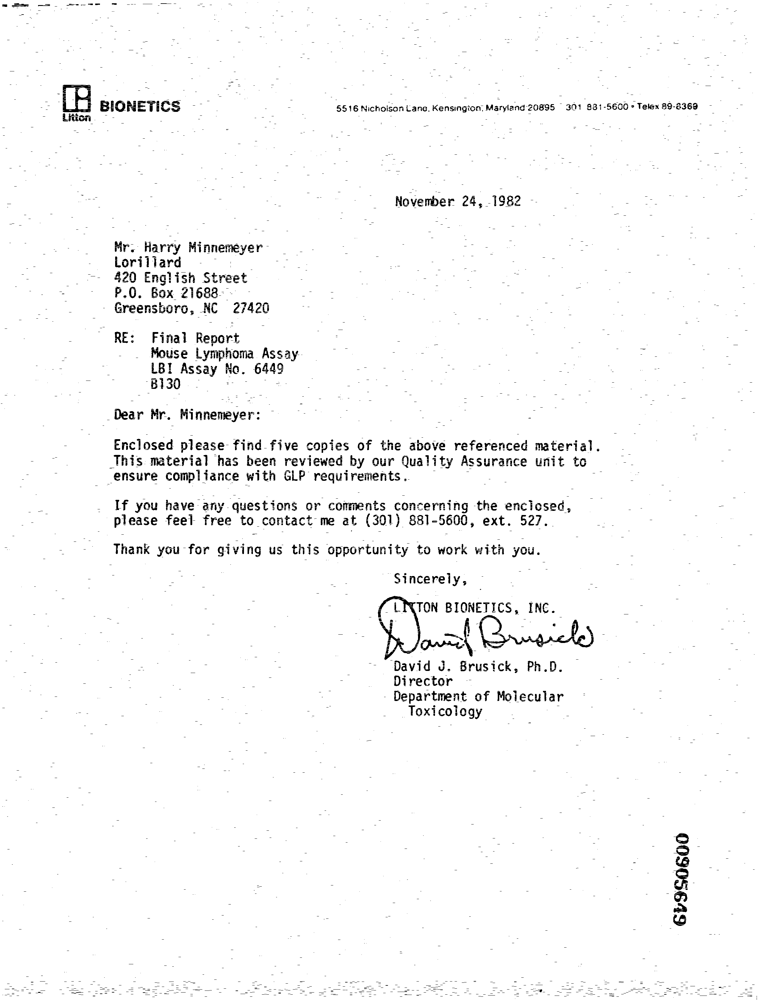 Litton
BIONETICS
5516 Nicholson Lane, Kensington, Maryland 20895 301 881-5600 • Telex 89-8369
November 24, 1982
Mr. Harry Minnemeyer
Lorillard
420 English Street
P.O. Box 21688
Greensboro, NC 27420
RE: Final Report
Mouse Lymphoma Assay
LBI Assay No. 6449
B130
Dear Mr. Minnemeyer:
Enclosed please find five copies of the above referenced material.
This material has been reviewed by our Quality Assurance unit to
ensure compliance with GLP requirements.
If you have any questions or comments concerning the enclosed,
please feel free to contact me at (301) 881-5600, ext. 527.
Thank you for giving us this opportunity to work with you.
Sincerely,
LITTON BIONETICS, INC.
David Brusick
David J. Brusick, Ph.D.
Director
Department of Molecular
Toxicology
00905649